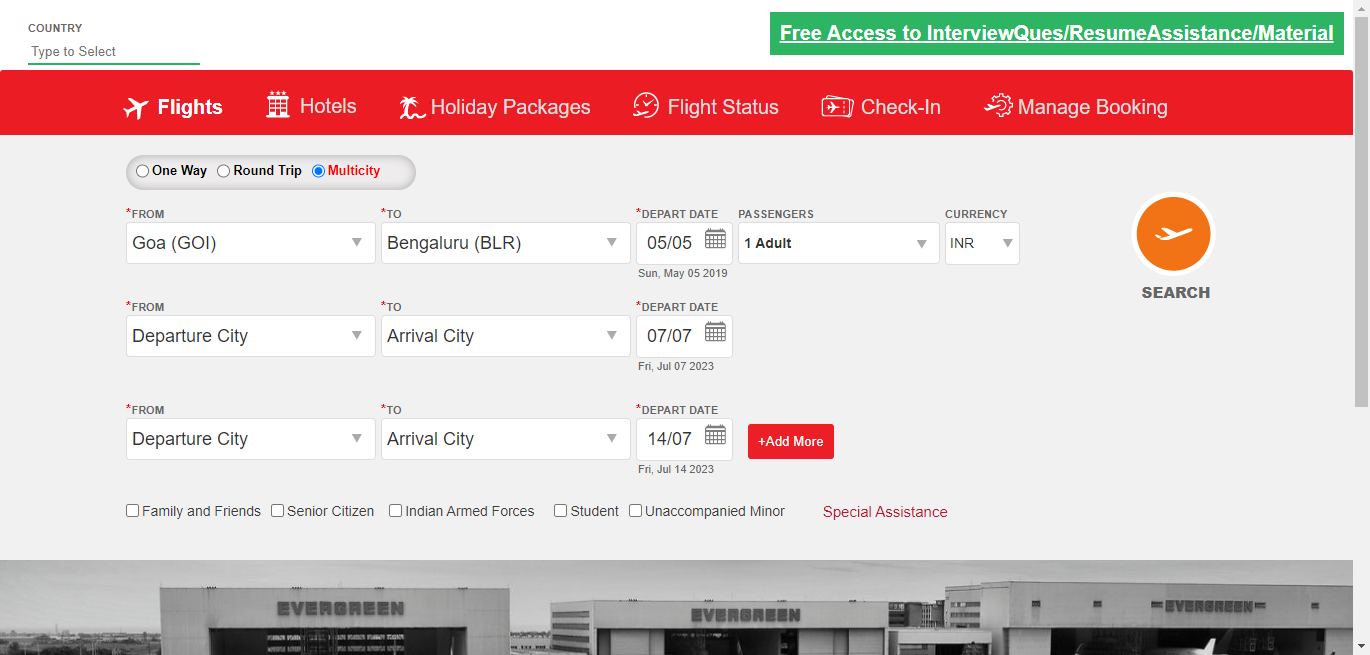 COUNTRY
Type to Select
Free Access to InterviewQues/ResumeAssistance/Material
Flights Hotels Holiday Packages Flight Status Check-In Manage Booking
One Way Round Trip Multicity
*FROM *TO *DEPART DATE PASSENGERS CURRENCY
Goa (GOI) Bengaluru (BLR) 05/05 1 Adult INR
Sun, May 05 2019
SEARCH
*FROM *TO *DEPART DATE
Departure City Arrival City 07/07
Fri, Jul 07 2023
*FROM *TO *DEPART DATE
Departure City Arrival City 14/07 +Add More
Fri, Jul 14 2023
Family and Friends Senior Citizen Indian Armed Forces Student Unaccompanied Minor Special Assistance
EVERGREEN EVERGREEN EVERGREEN